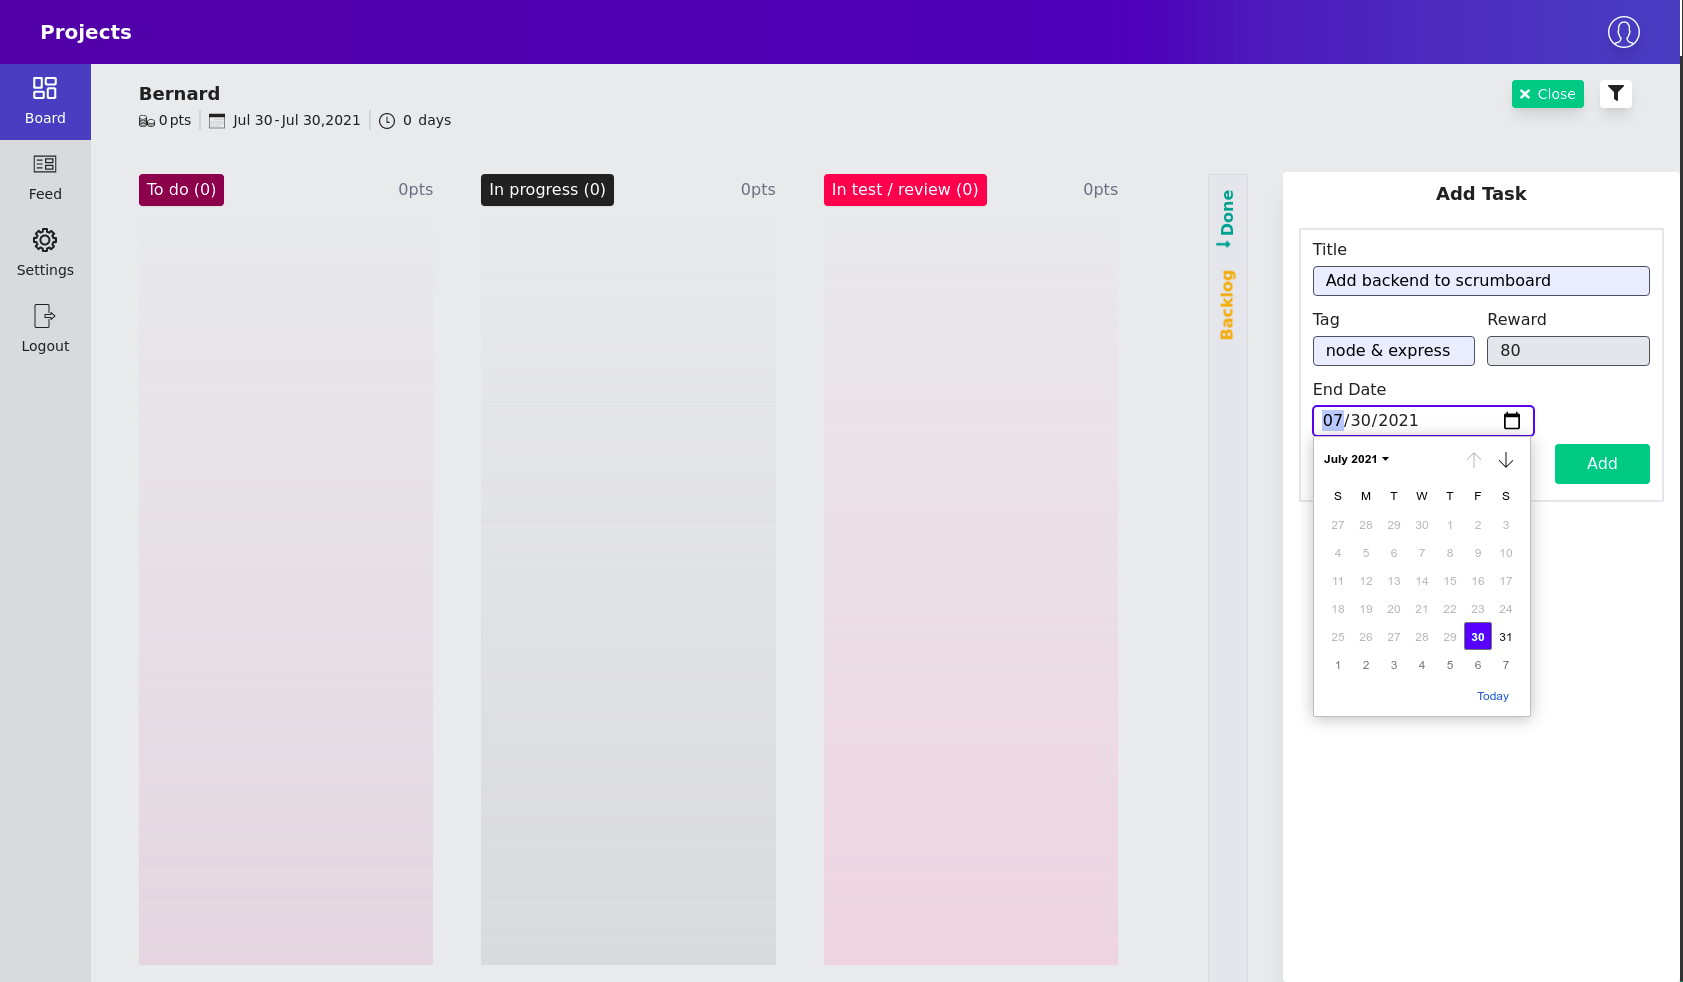 Projects
Board
Feed
Settings
Logout
Bernard
0 pts Jul 30-Jul 30,2021 0 days
Close
To do (0) 0pts
In progress (0) 0pts
In test / review (0) 0pts
Done
Backlog
Add Task
Title
Add backend to scrumboard
Tag Reward
node & express 80
End Date
07/30/2021
Add
July 2021
S M T W T F S
27 28 29 30 1 2 3
4 5 6 7 8 9 10
11 12 13 14 15 16 17
18 19 20 21 22 23 24
25 26 27 28 29 30 31
1 2 3 4 5 6 7
Today